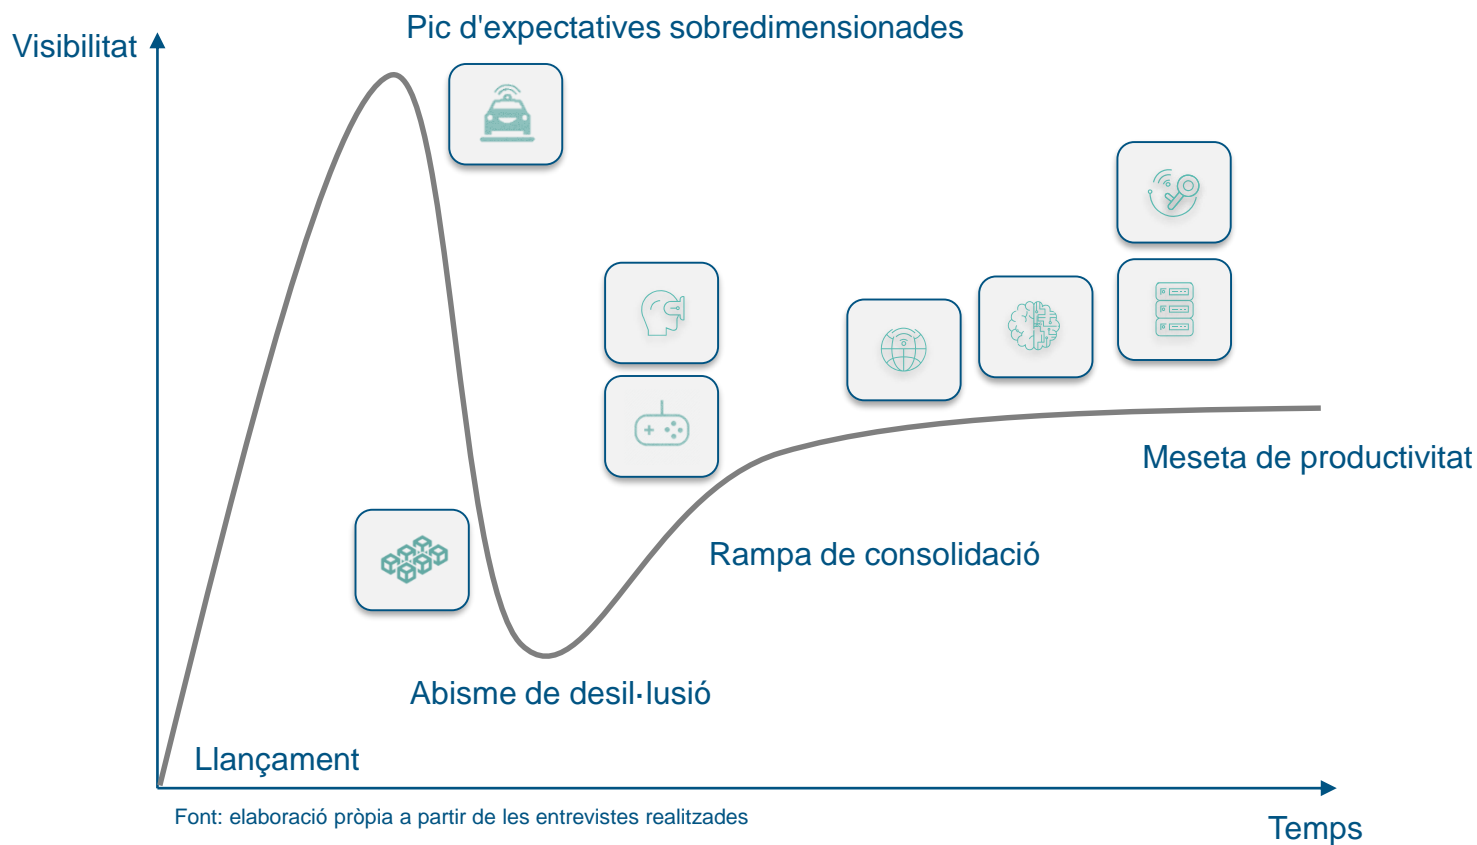 Pic d'expectatives sobredimensionades
Visibilitat
Meseta de productivitat
Rampa de consolidació
Abisme de desil·lusió
Llançament
Font: elaboració pròpia a partir de les entrevistes realitzades
Temps